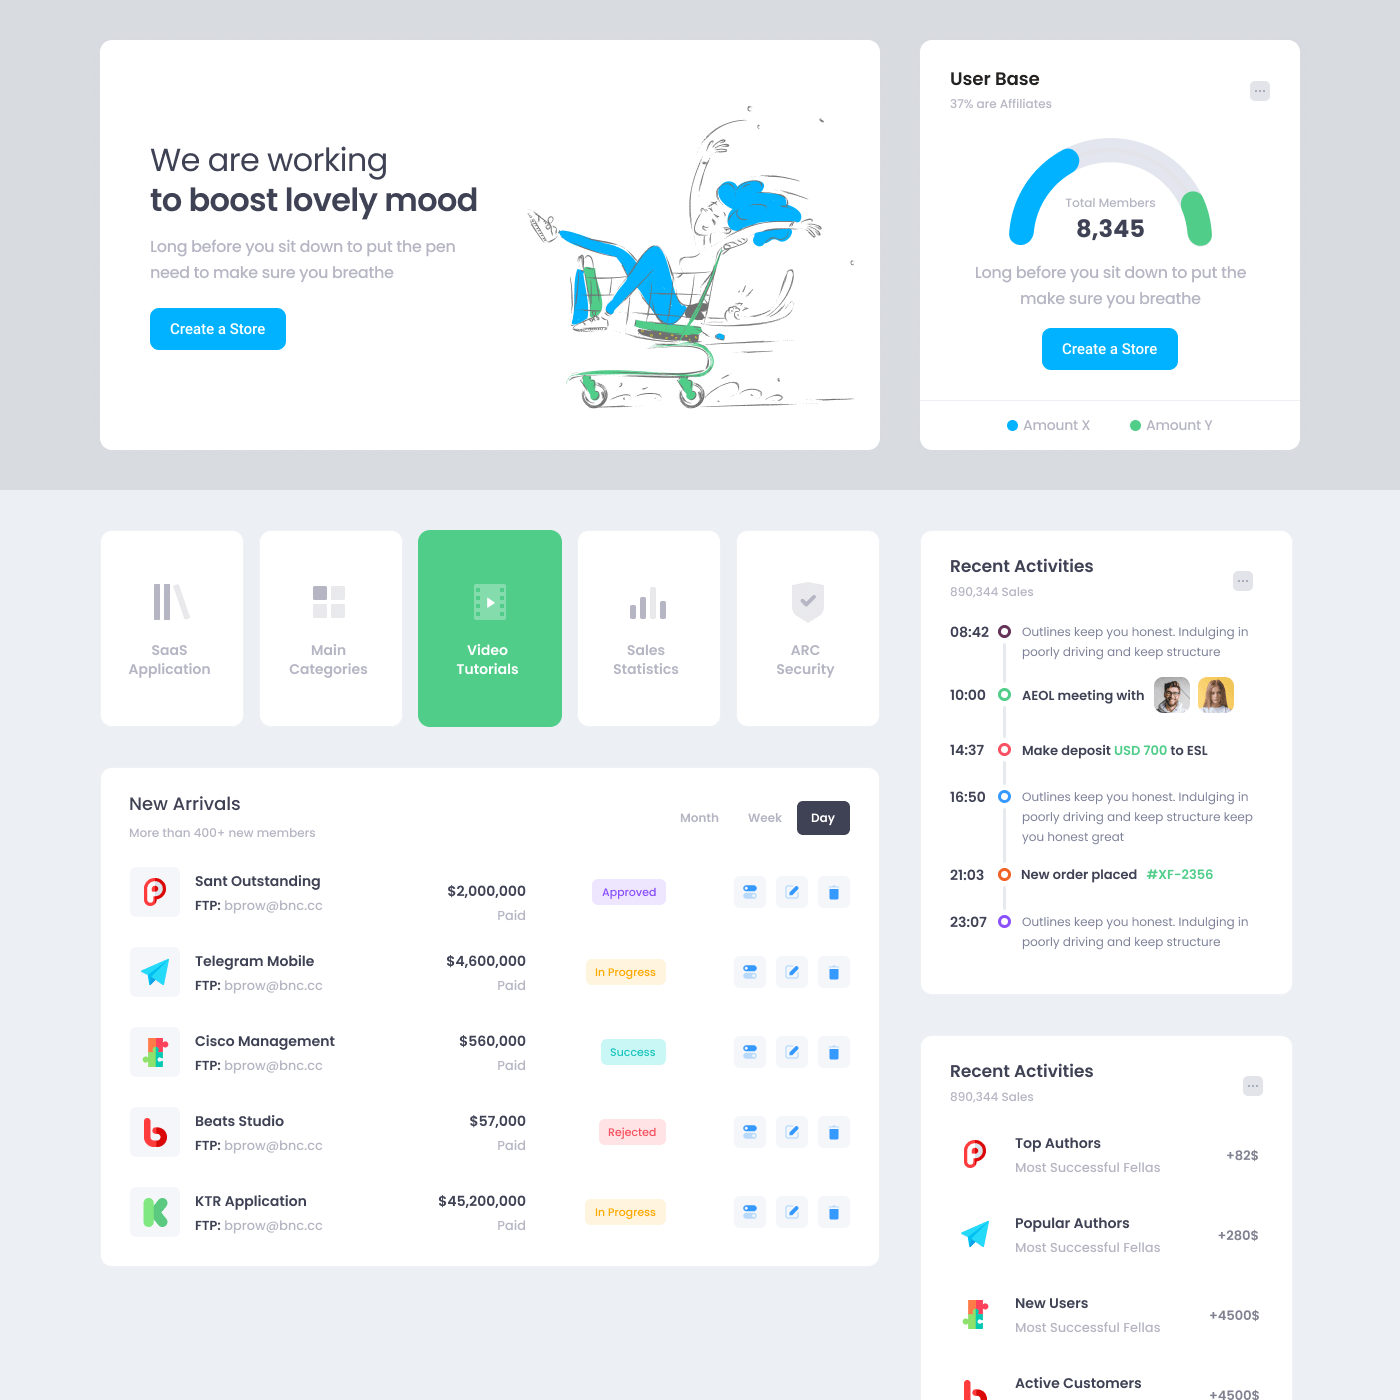 We are working
to boost lovely mood
Long before you sit down to put the pen
need to make sure you breathe
Create a Store
User Base
37% are Affiliates
Total Members
8,345
Long before you sit down to put the
make sure you breathe
Create a Store
Amount X
Amount Y
SaaS
Application
Main
Categories
Video
Tutorials
Sales
Statistics
ARC
Security
New Arrivals
More than 400+ new members
Month
Week
Day
Sant Outstanding
FTP: bprow@bnc.cc
$2,000,000
Paid
Approved
Telegram Mobile
FTP: bprow@bnc.cc
$4,600,000
Paid
In Progress
Cisco Management
FTP: bprow@bnc.cc
$560,000
Paid
Success
Beats Studio
FTP: bprow@bnc.cc
$57,000
Paid
Rejected
KTR Application
FTP: bprow@bnc.cc
$45,200,000
Paid
In Progress
Recent Activities
890,344 Sales
08:42
Outlines keep you honest. Indulging in
poorly driving and keep structure
10:00
AEOL meeting with
14:37
Make deposit USD 700 to ESL
16:50
Outlines keep you honest. Indulging in
poorly driving and keep structure keep
you honest great
21:03
New order placed #XF-2356
23:07
Outlines keep you honest. Indulging in
poorly driving and keep structure
Recent Activities
890,344 Sales
Top Authors
Most Successful Fellas
+82$
Popular Authors
Most Successful Fellas
+280$
New Users
Most Successful Fellas
+4500$
Active Customers
+4500$